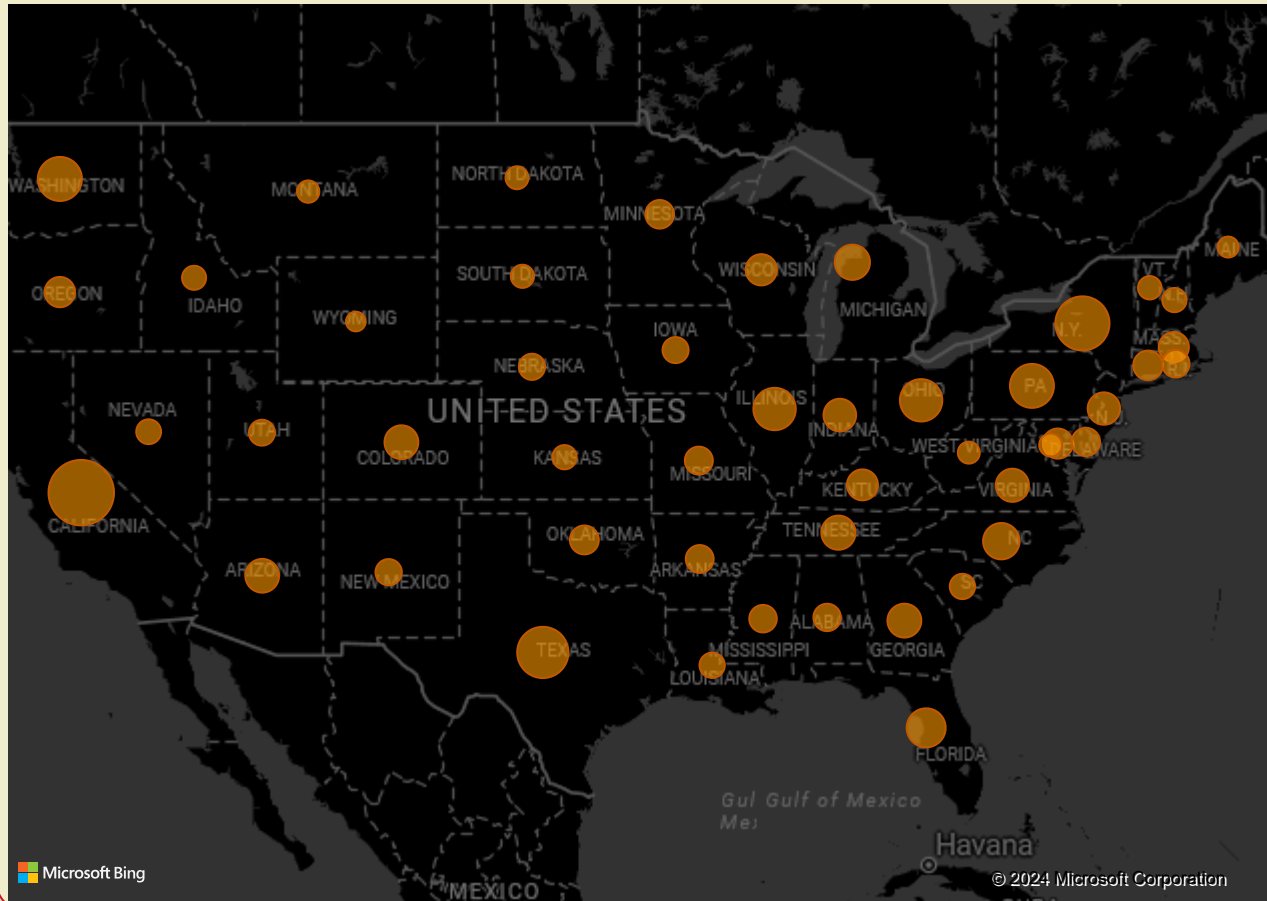 WASHINGTON
MONTANA
NORTH DAKOTA
MINNESOTA
MAINE
VT.
N.H.
OREGON
IDAHO
SOUTH DAKOTA
WISCONSIN
MICHIGAN
WYOMING
IOWA
N.Y.
MASS.
NEBRASKA
R.I.
PA
NEVADA
UNITED STATES
ILLINOIS
OHIO
N.J.
UTAH
COLORADO
KANSAS
INDIANA
WEST VIRGINIA
DELAWARE
MISSOURI
KENTUCKY
VIRGINIA
CALIFORNIA
OKLAHOMA
TENNESSEE
NC
ARIZONA
NEW MEXICO
ARKANSAS
SC
TEXAS
ALABAMA
MISSISSIPPI
GEORGIA
LOUISIANA
FLORIDA
Gul Gulf of Mexico
Havana
Microsoft Bing
MEXICO
© 2024 Microsoft Corporation